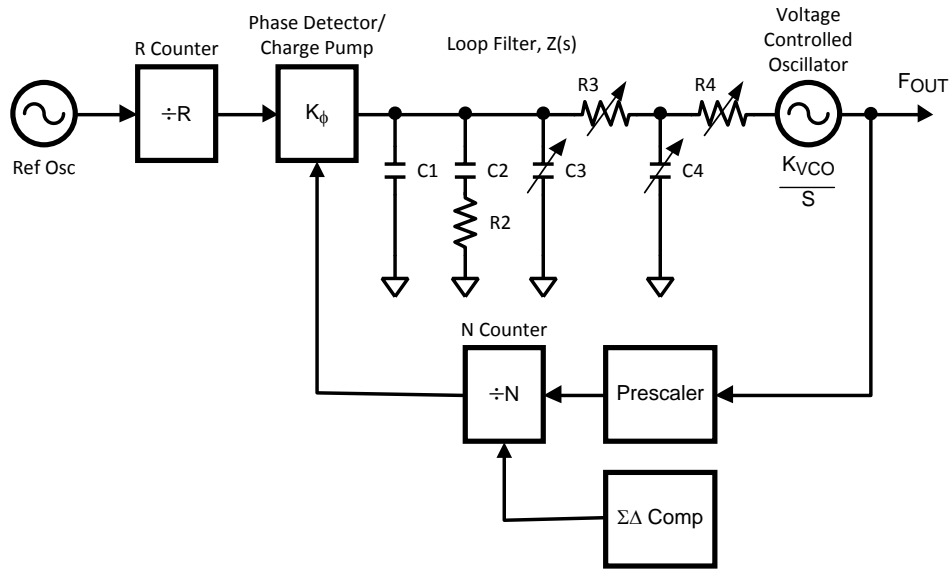 Phase Detector/
Charge Pump
Voltage
Controlled
Oscillator
R Counter
Loop Filter, Z(s)
R3
R4
FOUT
÷R
Kϕ
Ref Osc
C1
C2
C3
C4
KVCO
S
R2
N Counter
÷N
Prescaler
ΣΔ Comp